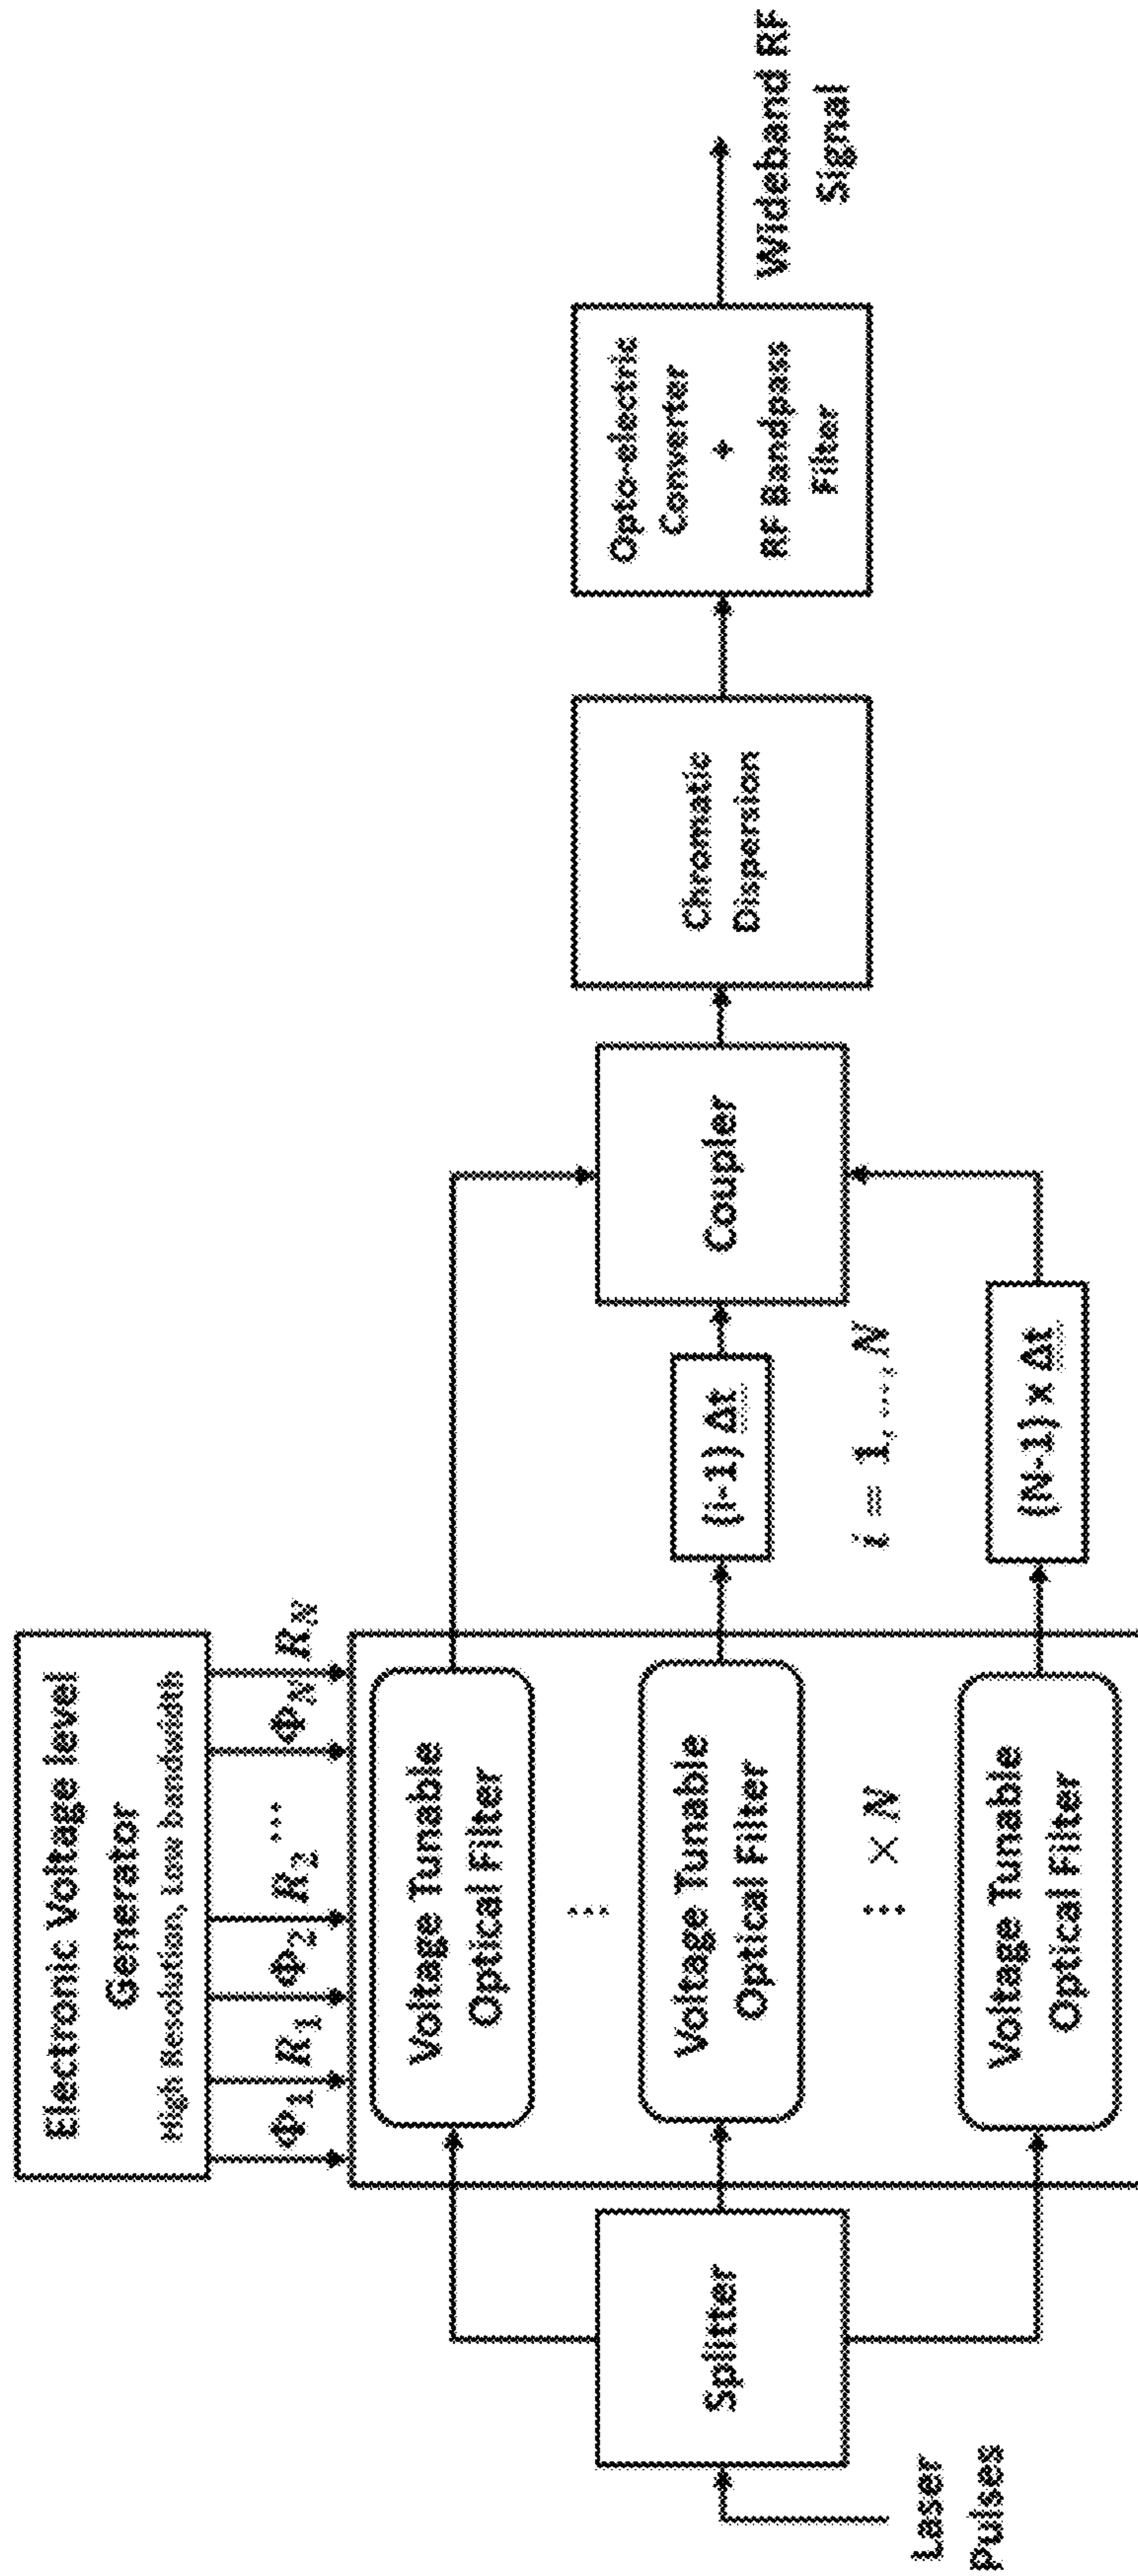 Electronic Voltage level
Generator
High Resolution, Low bandwidth
Φ₁ R₁ Φ₂ R₂ ... Φ_N R_N
Laser
Pulses
Splitter
Voltage Tunable
Optical Filter
...
Voltage Tunable
Optical Filter
⋮ × N
Voltage Tunable
Optical Filter
(i-1) Δt
i = 1, ..., N
(N-1) x Δt
Coupler
Chromatic
Dispersion
Opto-electric
Converter
+
RF Bandpass
Filter
Wideband RF
Signal